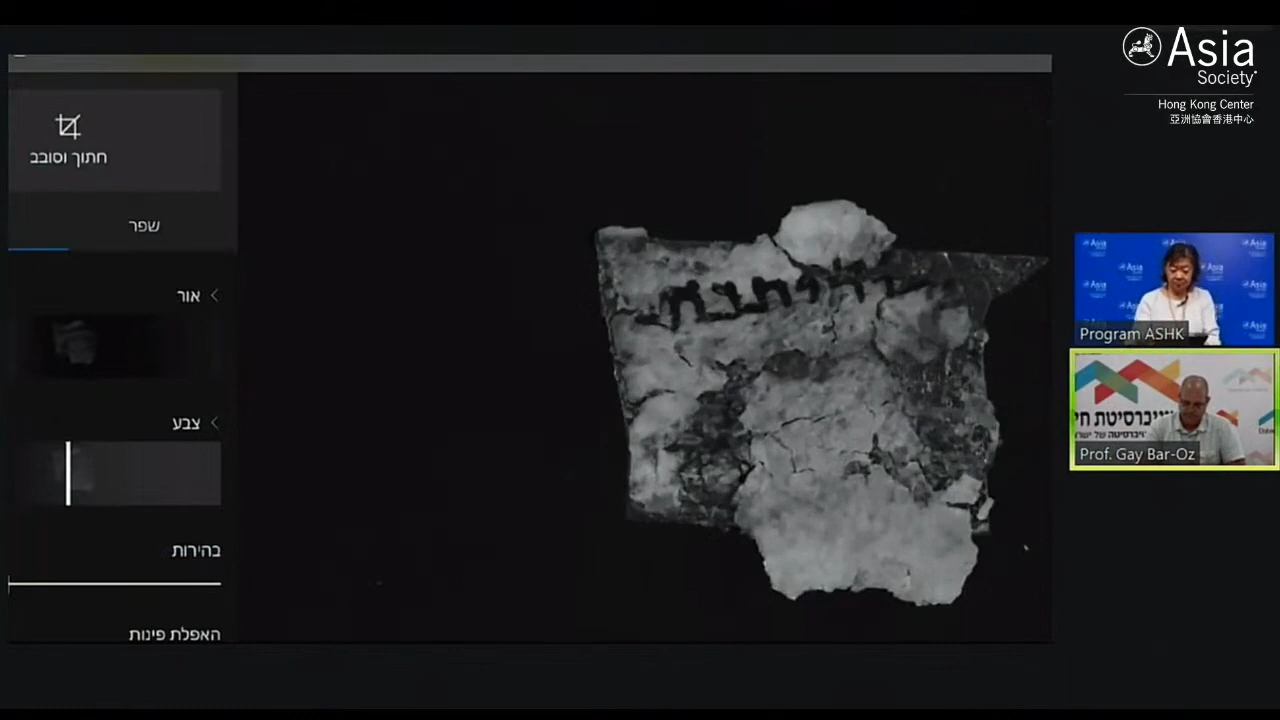 Asia
Society
Hong Kong Center
亞洲協會香港中心
חתוך וסובב
שפר
אור
צבע
בהירות
האפלת פינות
Program ASHK
Prof. Gay Bar-Oz